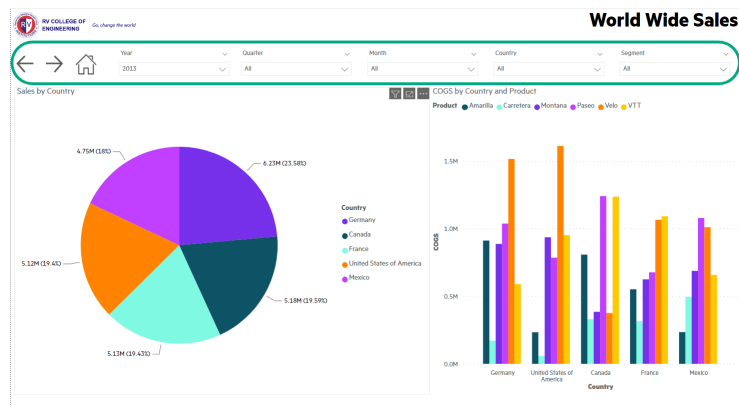 RV COLLEGE OF
ENGINEERING
Go, change the world
World Wide Sales
Year Quarter Month Country Segment
2013 All All All All
Sales by Country
COGS by Country and Product
Product Amarilla Carretera Montana Paseo Velo VTT
4.75M (18%)
6.23M (23.58%)
5.12M (19.4%)
5.18M (19.59%)
5.13M (19.43%)
Country
Germany
Canada
France
United States of America
Mexico
1.5M
1.0M
0.5M
0.0M
COGS
Germany United States of America Canada France Mexico
Country